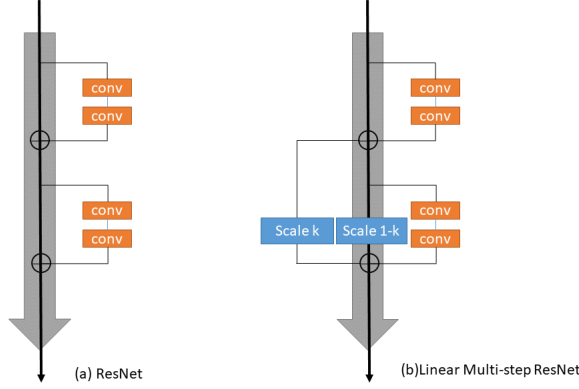 conv
conv
conv
conv
(a) ResNet
conv
conv
Scale k
Scale 1-k
conv
conv
(b)Linear Multi-step ResNet